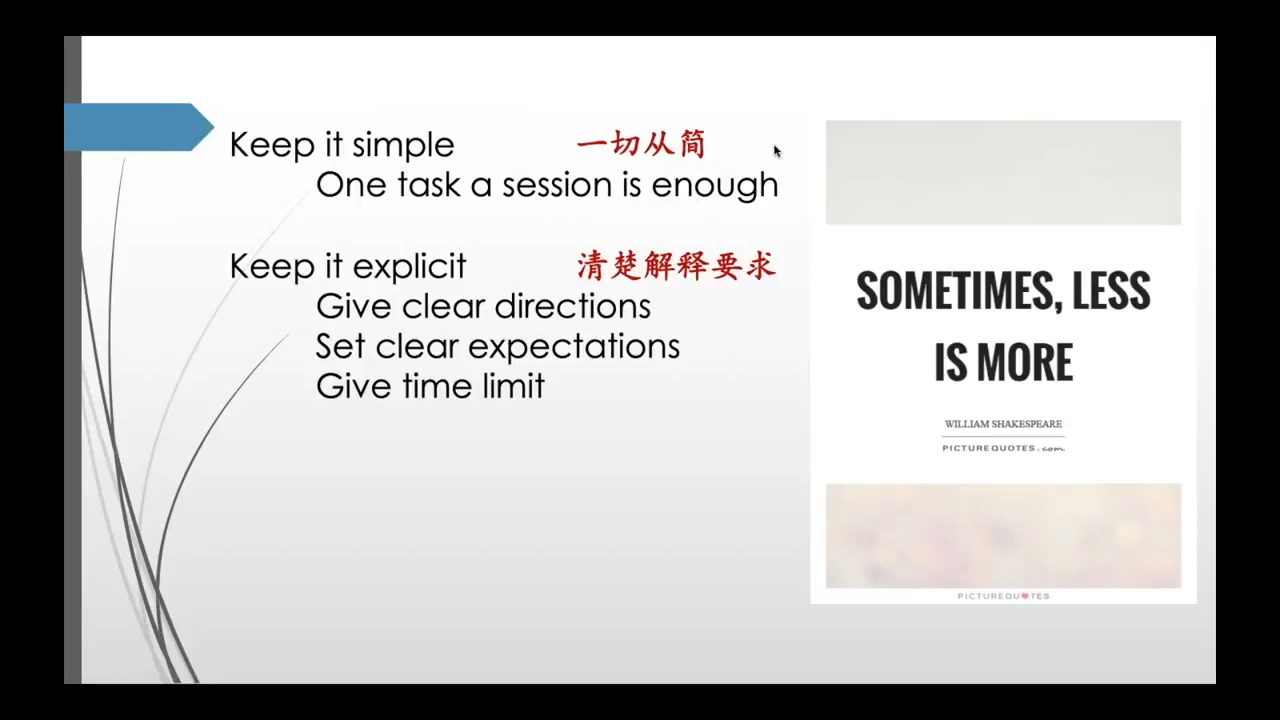 Keep it simple 一切从简
One task a session is enough
Keep it explicit 清楚解释要求
Give clear directions
Set clear expectations
Give time limit
SOMETIMES, LESS
IS MORE
WILLIAM SHAKESPEARE
PICTUREQUOTES.com
PICTUREQU❤TES